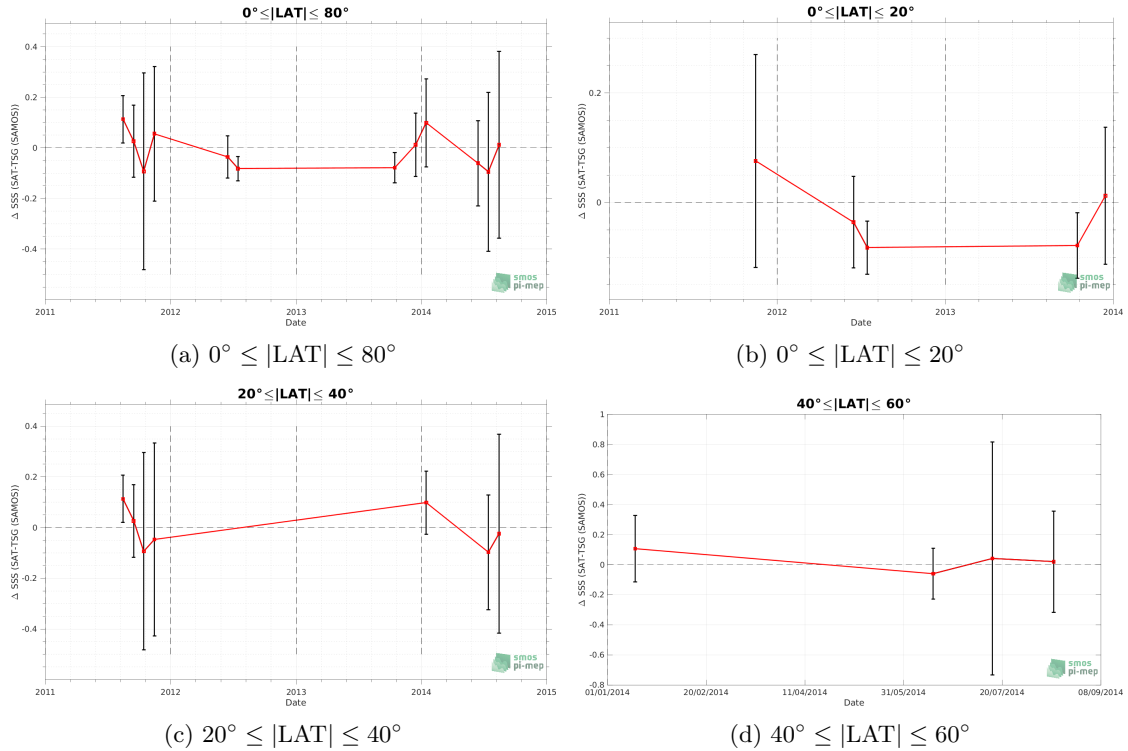 0°≤|LAT|≤ 80°
Δ SSS (SAT-TSG (SAMOS))
0.4
0.2
0
-0.2
-0.4
2011
2012
2013
2014
2015
Date
smos
pi-mep
(a) 0° ≤ |LAT| ≤ 80°
0°≤|LAT|≤ 20°
Δ SSS (SAT-TSG (SAMOS))
0.2
0
2011
2012
2013
2014
Date
smos
pi-mep
(b) 0° ≤ |LAT| ≤ 20°
20°≤|LAT|≤ 40°
Δ SSS (SAT-TSG (SAMOS))
0.4
0.2
0
-0.2
-0.4
2011
2012
2013
2014
2015
Date
smos
pi-mep
(c) 20° ≤ |LAT| ≤ 40°
40°≤|LAT|≤ 60°
Δ SSS (SAT-TSG (SAMOS))
1
0.8
0.6
0.4
0.2
0
-0.2
-0.4
-0.6
-0.8
01/01/2014
20/02/2014
11/04/2014
31/05/2014
20/07/2014
08/09/2014
Date
smos
pi-mep
(d) 40° ≤ |LAT| ≤ 60°